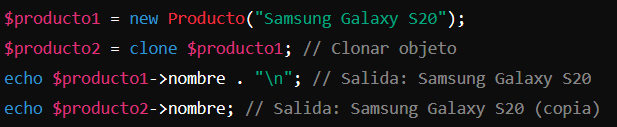 $producto1 = new Producto("Samsung Galaxy S20");
$producto2 = clone $producto1; // Clonar objeto
echo $producto1->nombre . "\n"; // Salida: Samsung Galaxy S20
echo $producto2->nombre; // Salida: Samsung Galaxy S20 (copia)